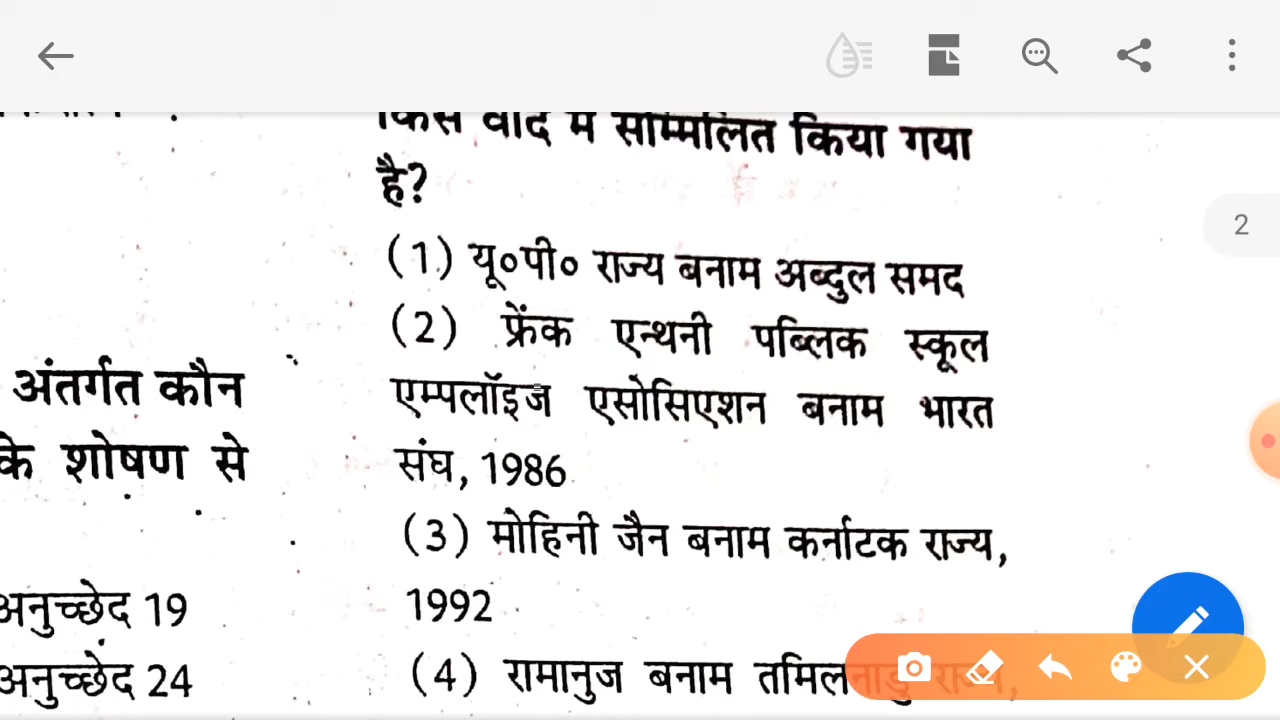 2
किस वाद में सम्मिलित किया गया
है?
(1) यू०पी० राज्य बनाम अब्दुल समद
(2) फ्रेंक एन्थनी पब्लिक स्कूल
एम्पलॉइज एसोसिएशन बनाम भारत
संघ, 1986
(3) मोहिनी जैन बनाम कर्नाटक राज्य,
1992
(4) रामानुज बनाम तमिलनाडु राज्य,
अंतर्गत कौन
के शोषण से
अनुच्छेद 19
अनुच्छेद 24